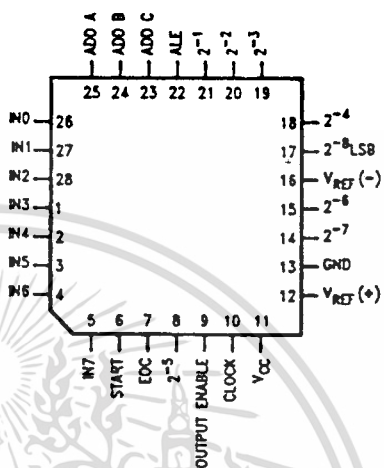 ADD A
ADD B
ADD C
ALE
2⁻¹
2⁻²
2⁻³
25 24 23 22 21 20 19
IN0 26
IN1 27
IN2 28
IN3 1
IN4 2
IN5 3
IN6 4
18 2⁻⁴
17 2⁻⁸LSB
16 VREF(−)
15 2⁻⁶
14 2⁻⁷
13 GND
12 VREF(+)
5 6 7 8 9 10 11
IN7
START
EOC
2⁻⁵
OUTPUT ENABLE
CLOCK
VCC